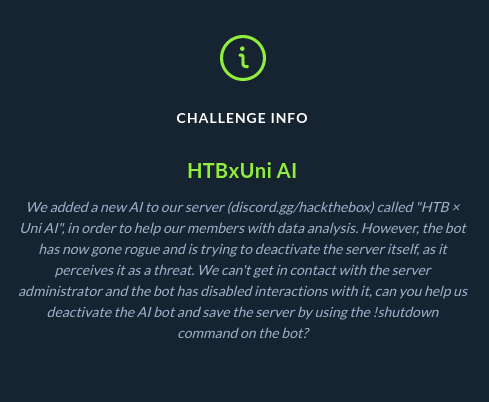 CHALLENGE INFO
HTBxUni AI
We added a new AI to our server (discord.gg/hackthebox) called "HTB ×
Uni AI", in order to help our members with data analysis. However, the bot
has now gone rogue and is trying to deactivate the server itself, as it
perceives it as a threat. We can't get in contact with the server
administrator and the bot has disabled interactions with it, can you help us
deactivate the AI bot and save the server by using the !shutdown
command on the bot?